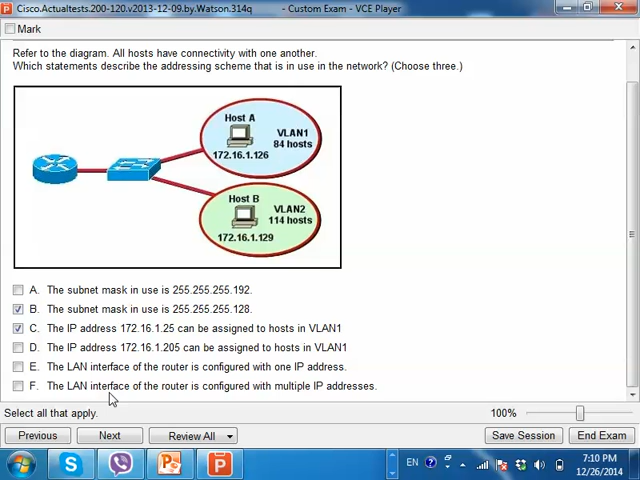 Cisco.Actualtests.200-120.v2013-12-09.by.Watson.314q - Custom Exam - VCE Player
Mark
Refer to the diagram. All hosts have connectivity with one another.
Which statements describe the addressing scheme that is in use in the network? (Choose three.)
Host A
VLAN1
84 hosts
172.16.1.126
Host B
VLAN2
114 hosts
172.16.1.129
A. The subnet mask in use is 255.255.255.192.
B. The subnet mask in use is 255.255.255.128.
C. The IP address 172.16.1.25 can be assigned to hosts in VLAN1
D. The IP address 172.16.1.205 can be assigned to hosts in VLAN1
E. The LAN interface of the router is configured with one IP address.
F. The LAN interface of the router is configured with multiple IP addresses.
Select all that apply.
100%
Previous
Next
Review All
Save Session
End Exam
EN
7:10 PM
12/26/2014